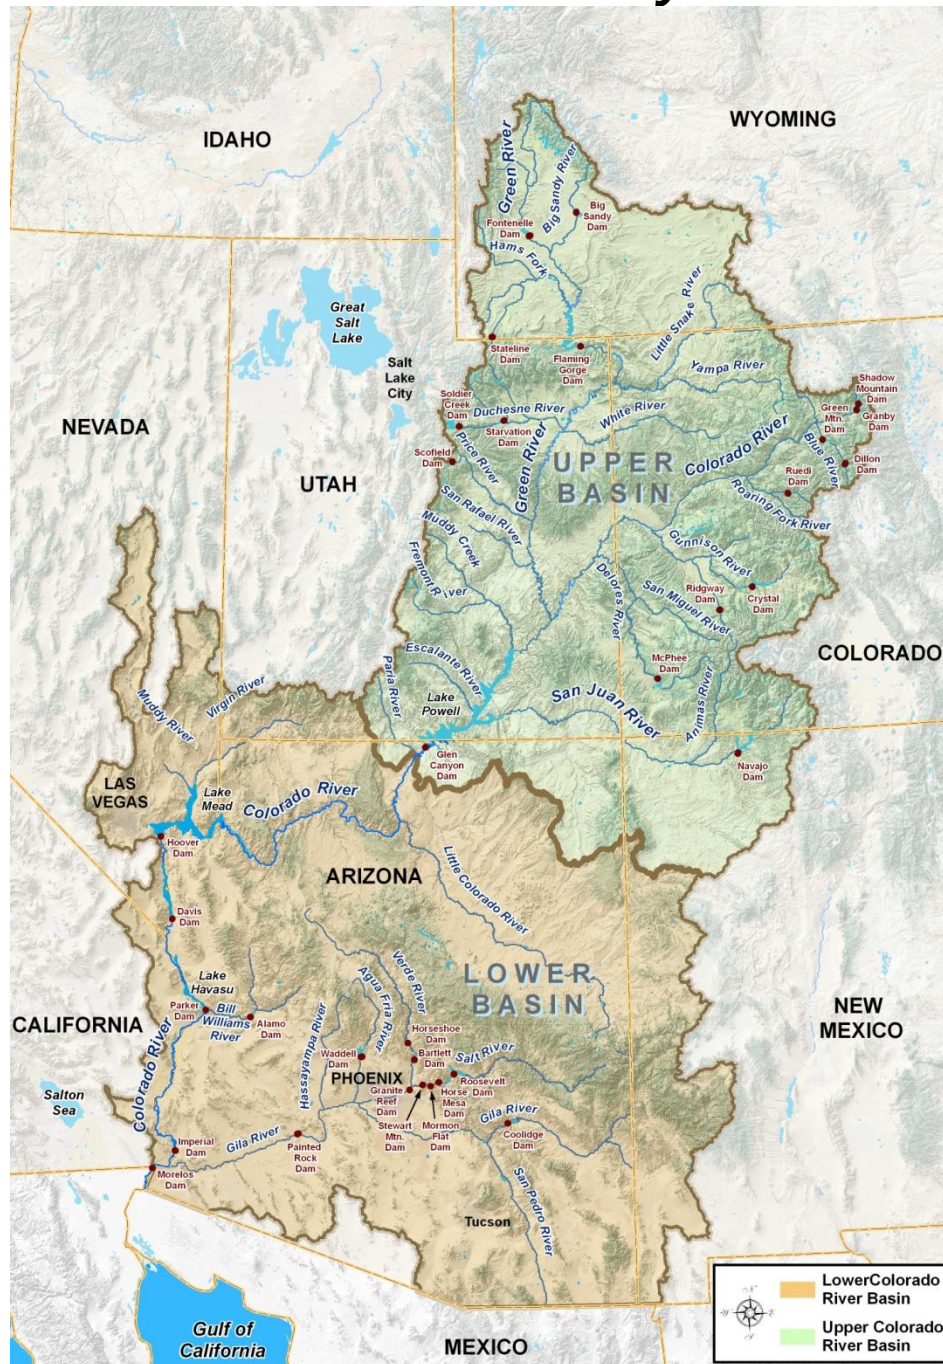 IDAHO
WYOMING
Green River
Big Sandy River
Big
Sandy
Dam
Fontenelle
Dam
Hams Fork
Great
Salt
Lake
Little Snake River
Stateline
Dam
Flaming
Gorge
Dam
Salt
Lake
City
Yampa River
Shadow
Mountain
Dam
Soldier
Creek
Dam
Duchesne River
Starvation
Dam
White River
Green
Mtn.
Dam
Granby
Dam
NEVADA
Price River
Scofield
Dam
Green River
UPPER
BASIN
Colorado River
Blue River
Dillon
Dam
Ruedi
Dam
Roaring Fork River
UTAH
San Rafael River
Muddy Creek
Fremont River
Gunnison River
Delores River
Ridgway
Dam
San Miguel River
Crystal
Dam
COLORADO
Escalante River
Paria River
McPhee
Dam
Lake
Powell
San Juan River
Animas River
Muddy River
Virgin River
Glen
Canyon
Dam
Navajo
Dam
LAS
VEGAS
Lake
Mead
Colorado River
Hoover
Dam
ARIZONA
Little Colorado River
Davis
Dam
LOWER
BASIN
Lake
Havasu
Parker
Dam
Bill
Williams
River
Alamo
Dam
Hassayampa River
Agua Fria River
Verde River
CALIFORNIA
NEW
MEXICO
Colorado River
Horseshoe
Dam
Waddell
Dam
Bartlett
Dam
Salt River
PHOENIX
Granite
Reef
Dam
Roosevelt
Dam
Horse
Mesa
Dam
Stewart
Mtn.
Dam
Mormon
Flat
Dam
Salton
Sea
Gila River
Coolidge
Dam
Imperial
Dam
Gila River
Painted
Rock
Dam
Morelos
Dam
San Pedro River
Tucson
Gulf of
California
MEXICO
N
E
S
W
LowerColorado
River Basin
Upper Colorado
River Basin